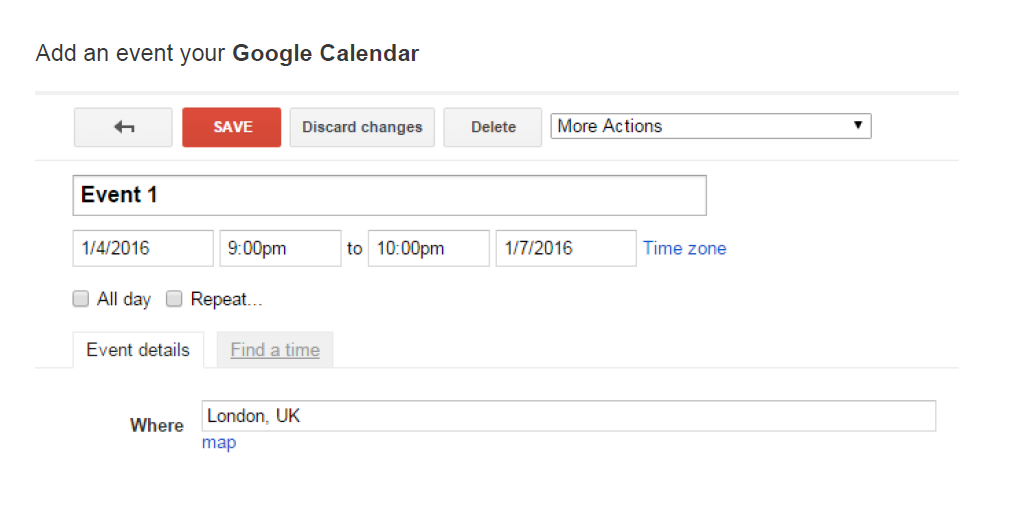 Add an event your Google Calendar
SAVE Discard changes Delete More Actions
Event 1
1/4/2016 9:00pm to 10:00pm 1/7/2016 Time zone
All day Repeat...
Event details Find a time
Where London, UK
map